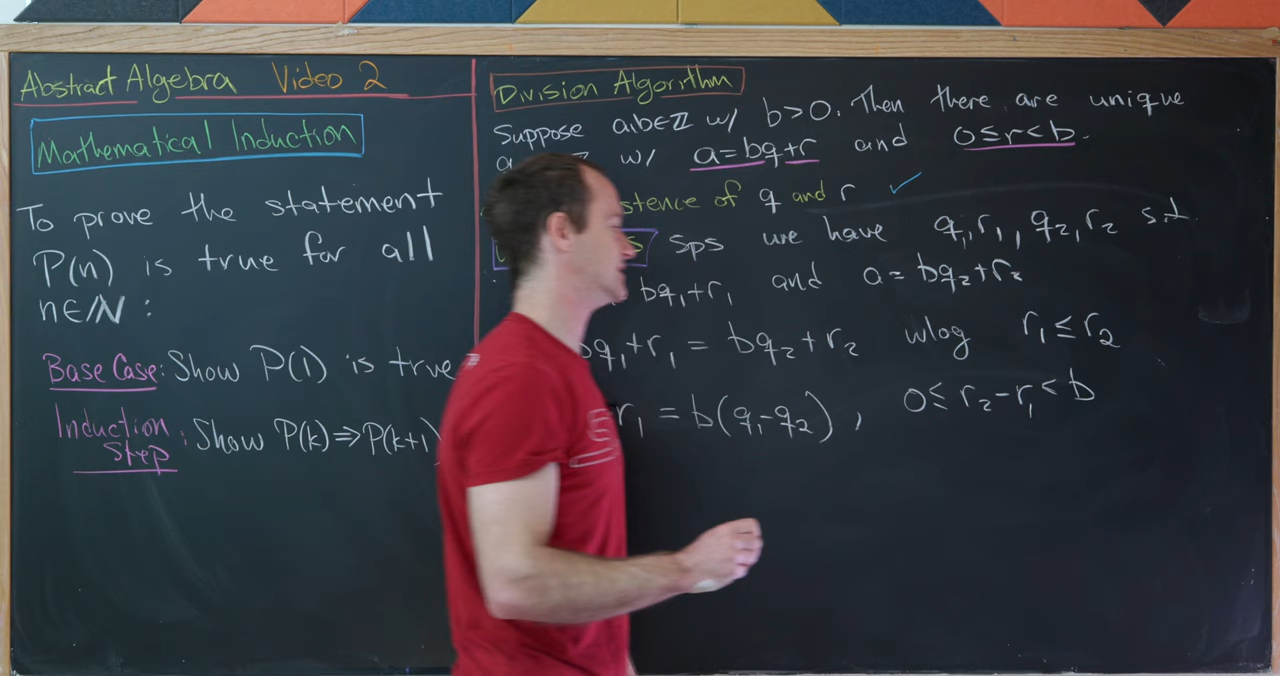 Abstract Algebra Video 2
Mathematical Induction
To prove the statement
P(n) is true for all
n∈ℕ:
Base Case: Show P(1) is true
Induction Step: Show P(k)⇒P(k+1)
Division Algorithm
Suppose a,b∈ℤ w/ b>0. Then there are unique
w/ a=bq+r and 0≤r<b.
of q and r ✓
Sps we have q₁,r₁,q₂,r₂ s.t.
bq₁+r₁ and a=bq₂+r₂
bq₁+r₁ = bq₂+r₂ wlog r₁≤r₂
r₁ = b(q₁-q₂), 0≤r₂-r₁<b